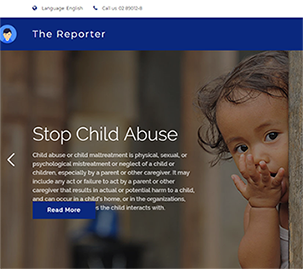 Language: English Call us: 02 89012-6
The Reporter
Stop Child Abuse
Child abuse or child maltreatment is physical, sexual, or
psychological mistreatment or neglect of a child or
children, especially by a parent or other caregiver. It may
include any act or failure to act by a parent or other
caregiver that results in actual or potential harm to a child,
and can occur in a child's home, or in the organizations,
s the child interacts with.
Read More